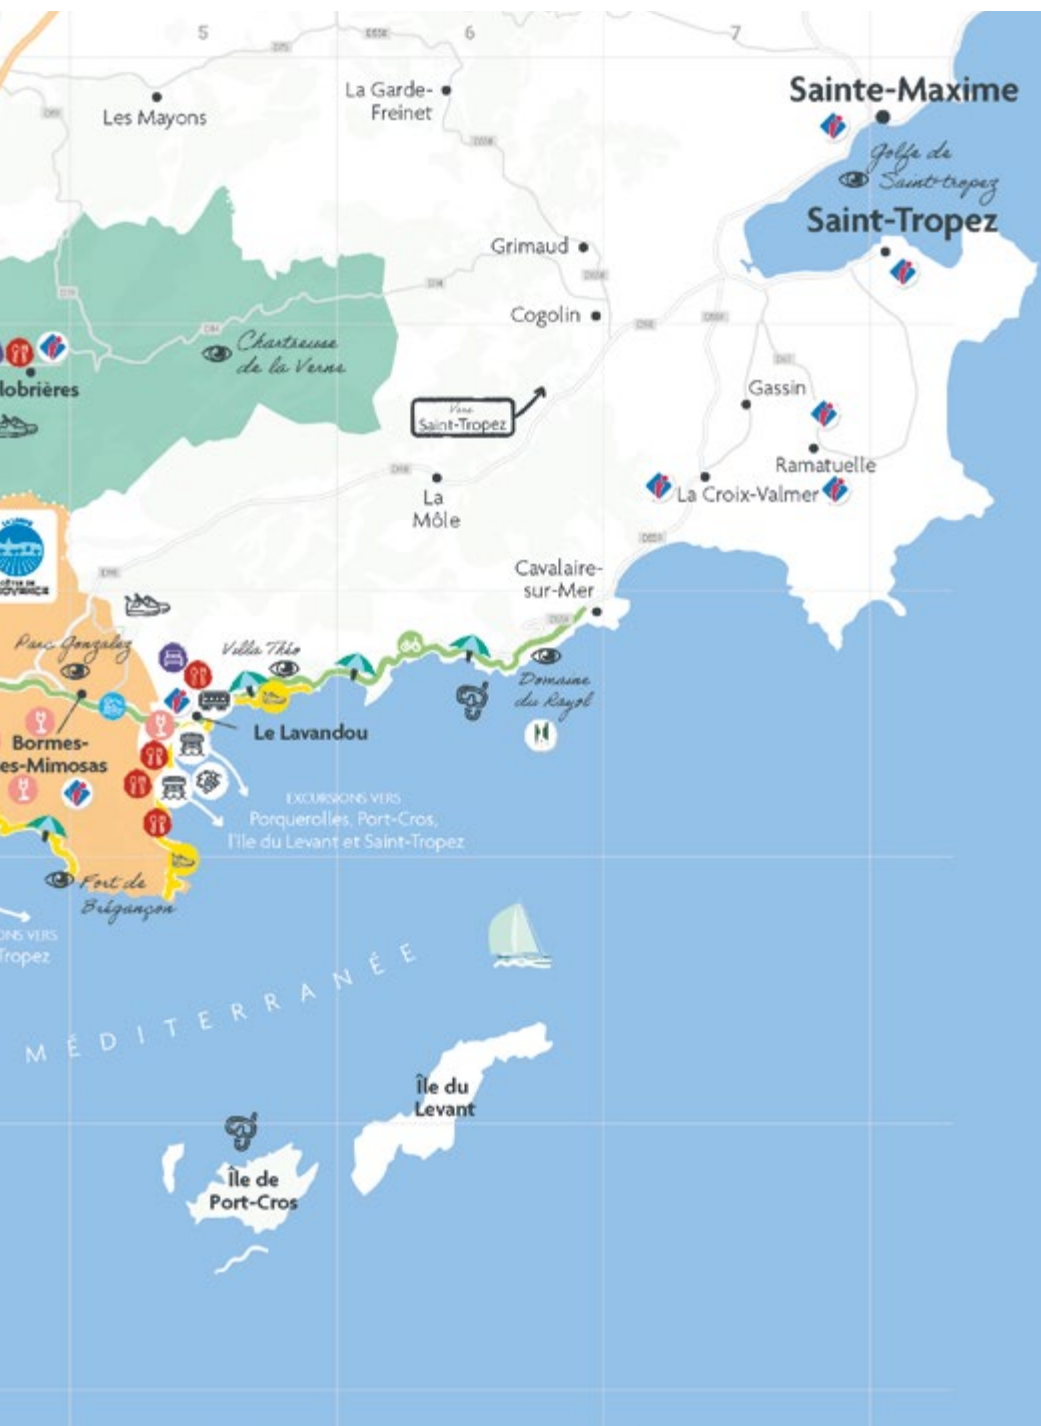 5
6
7
Les Mayons
La Garde-
Freinet
Sainte-Maxime
Golfe de
Saint-tropez
Saint-Tropez
Grimaud
Cogolin
D14
Chartreuse
de la Verne
lobrières
Vers
Saint-Tropez
Gassin
Ramatuelle
La Croix-Valmer
La
Môle
D98
D559
Cavalaire-
sur-Mer
Parc Gonzalez
Villa Théo
Domaine
du Rayol
Le Lavandou
Bormes-
es-Mimosas
EXCURSIONS VERS
Porquerolles, Port-Cros,
l'île du Levant et Saint-Tropez
Fort de
Brégançon
ONS VERS
Tropez
MÉDITERRANÉE
Île du
Levant
Île de
Port-Cros